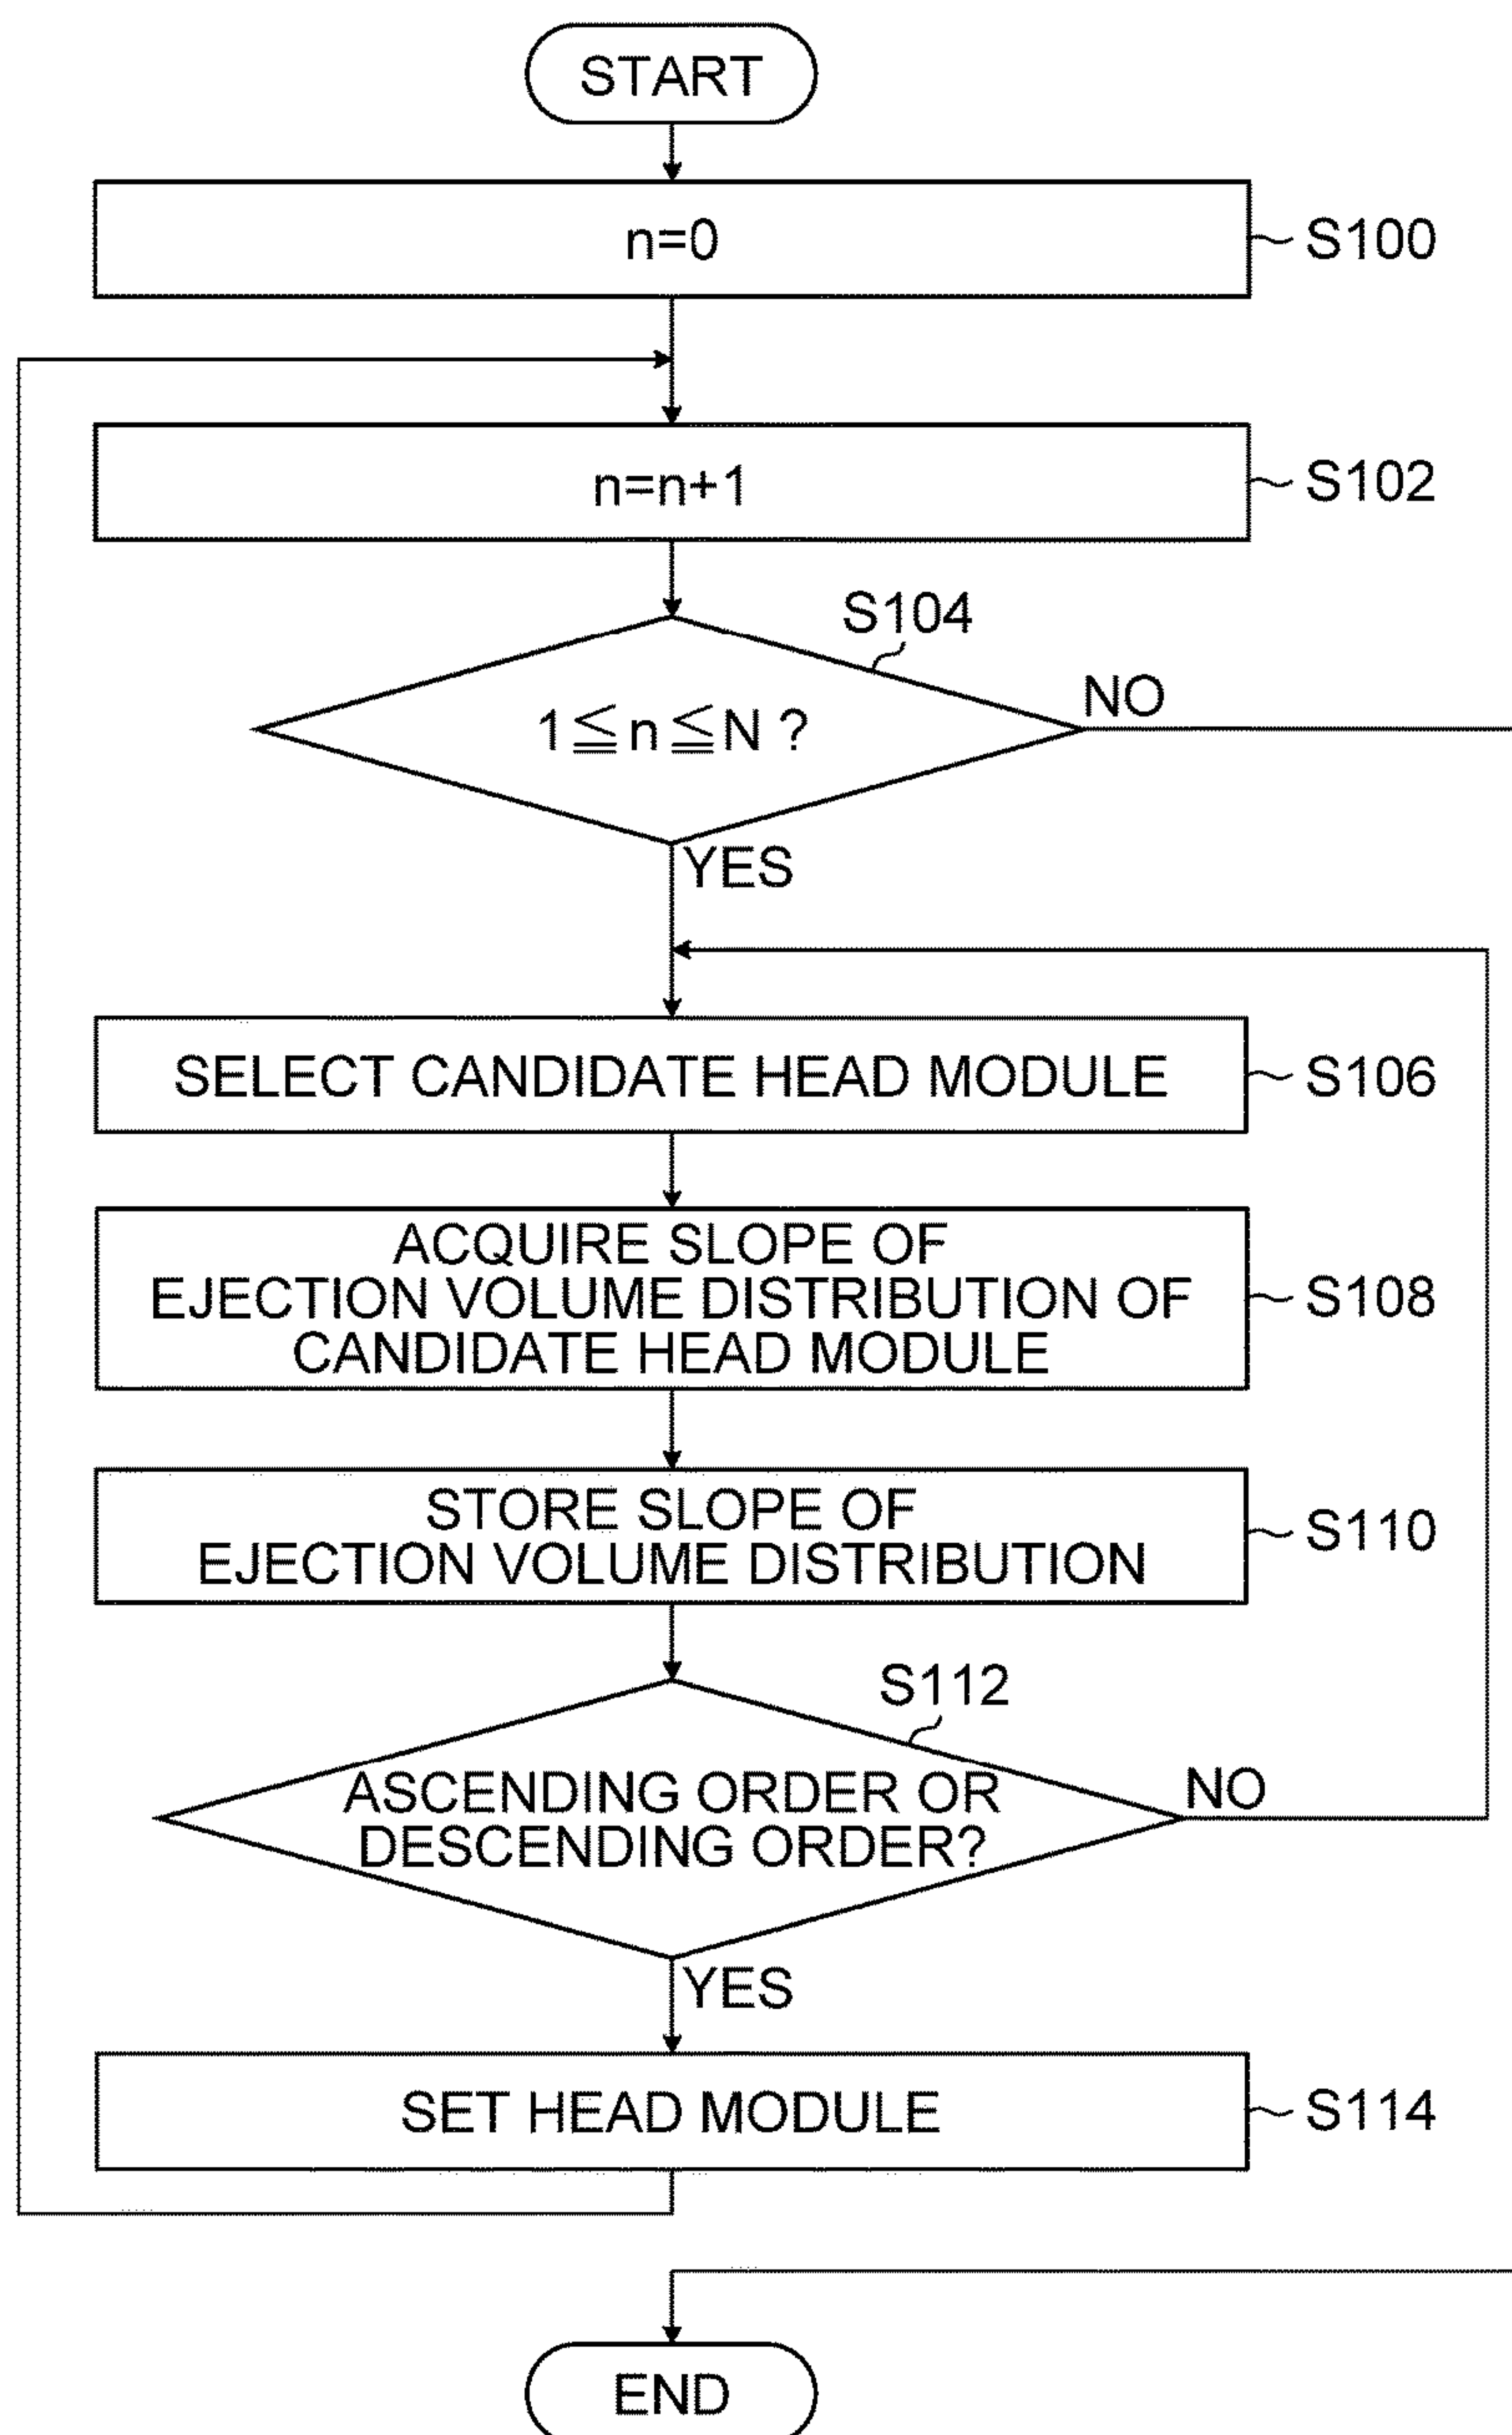 START
n=0
S100
n=n+1
S102
S104
1≦n≦N ?
NO
YES
SELECT CANDIDATE HEAD MODULE
S106
ACQUIRE SLOPE OF
EJECTION VOLUME DISTRIBUTION OF
CANDIDATE HEAD MODULE
S108
STORE SLOPE OF
EJECTION VOLUME DISTRIBUTION
S110
S112
ASCENDING ORDER OR
DESCENDING ORDER?
NO
YES
SET HEAD MODULE
S114
END